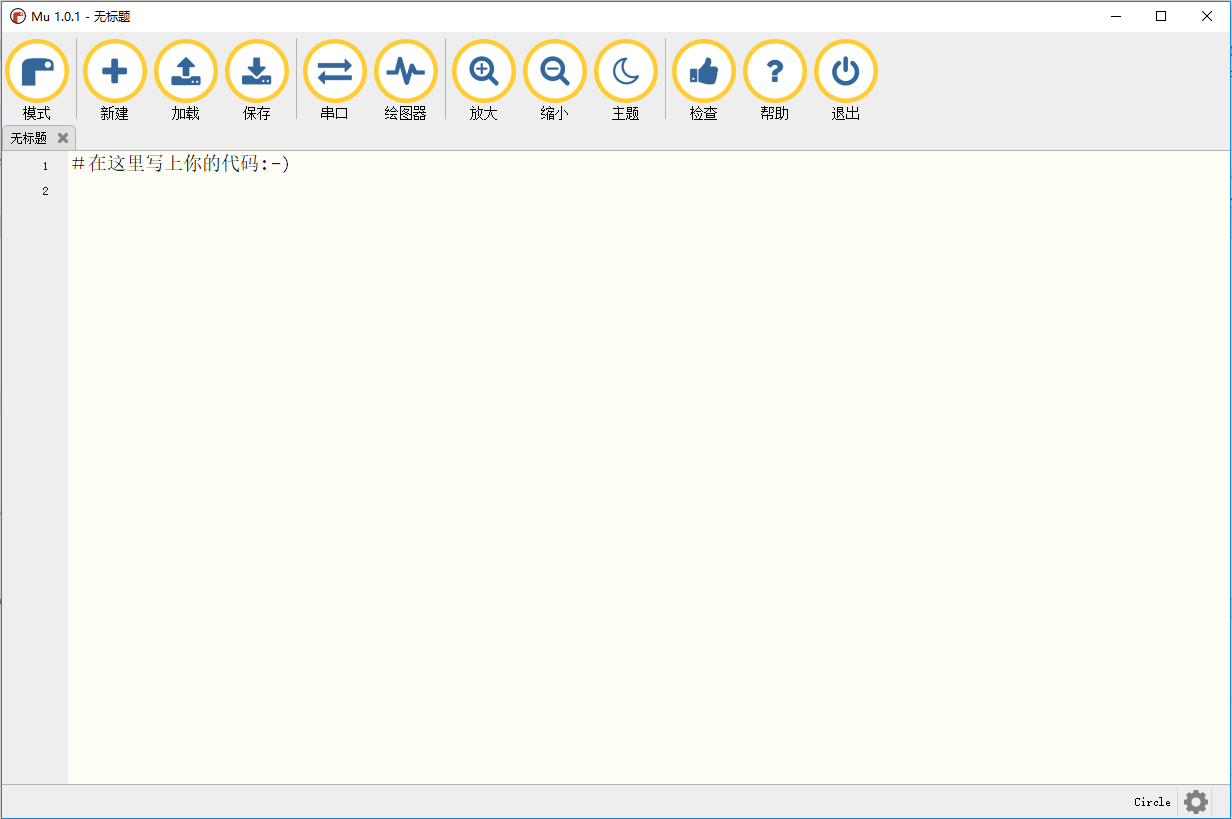 Mu 1.0.1 - 无标题
模式 新建 加载 保存 串口 绘图器 放大 缩小 主题 检查 帮助 退出
无标题
1 #在这里写上你的代码:-)
2
Circle